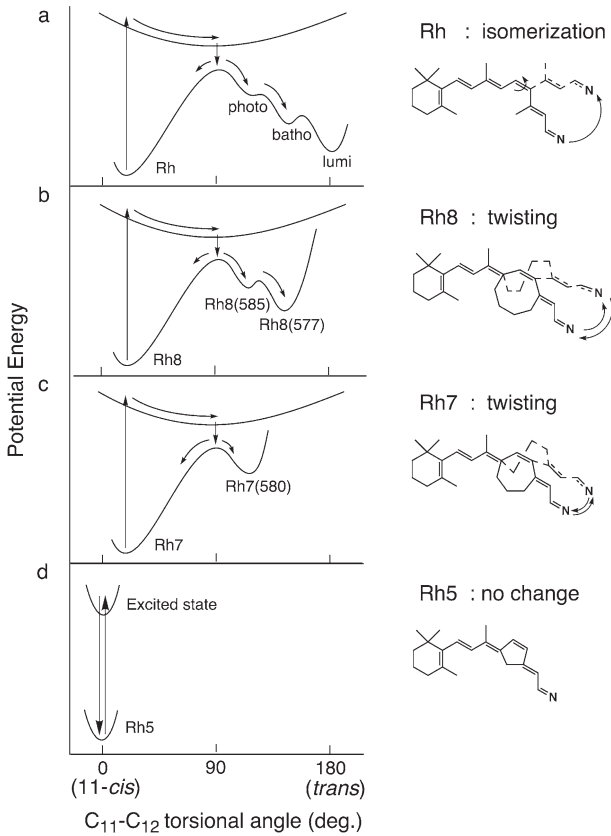 a
Rh : isomerization
photo
batho
lumi
Rh
N
N
b
Rh8 : twisting
Rh8(585)
Rh8(577)
Rh8
N
N
Potential Energy
c
Rh7 : twisting
Rh7(580)
Rh7
N
N
d
Rh5 : no change
Excited state
Rh5
N
0 90 180
(11-cis) (trans)
C₁₁-C₁₂ torsional angle (deg.)